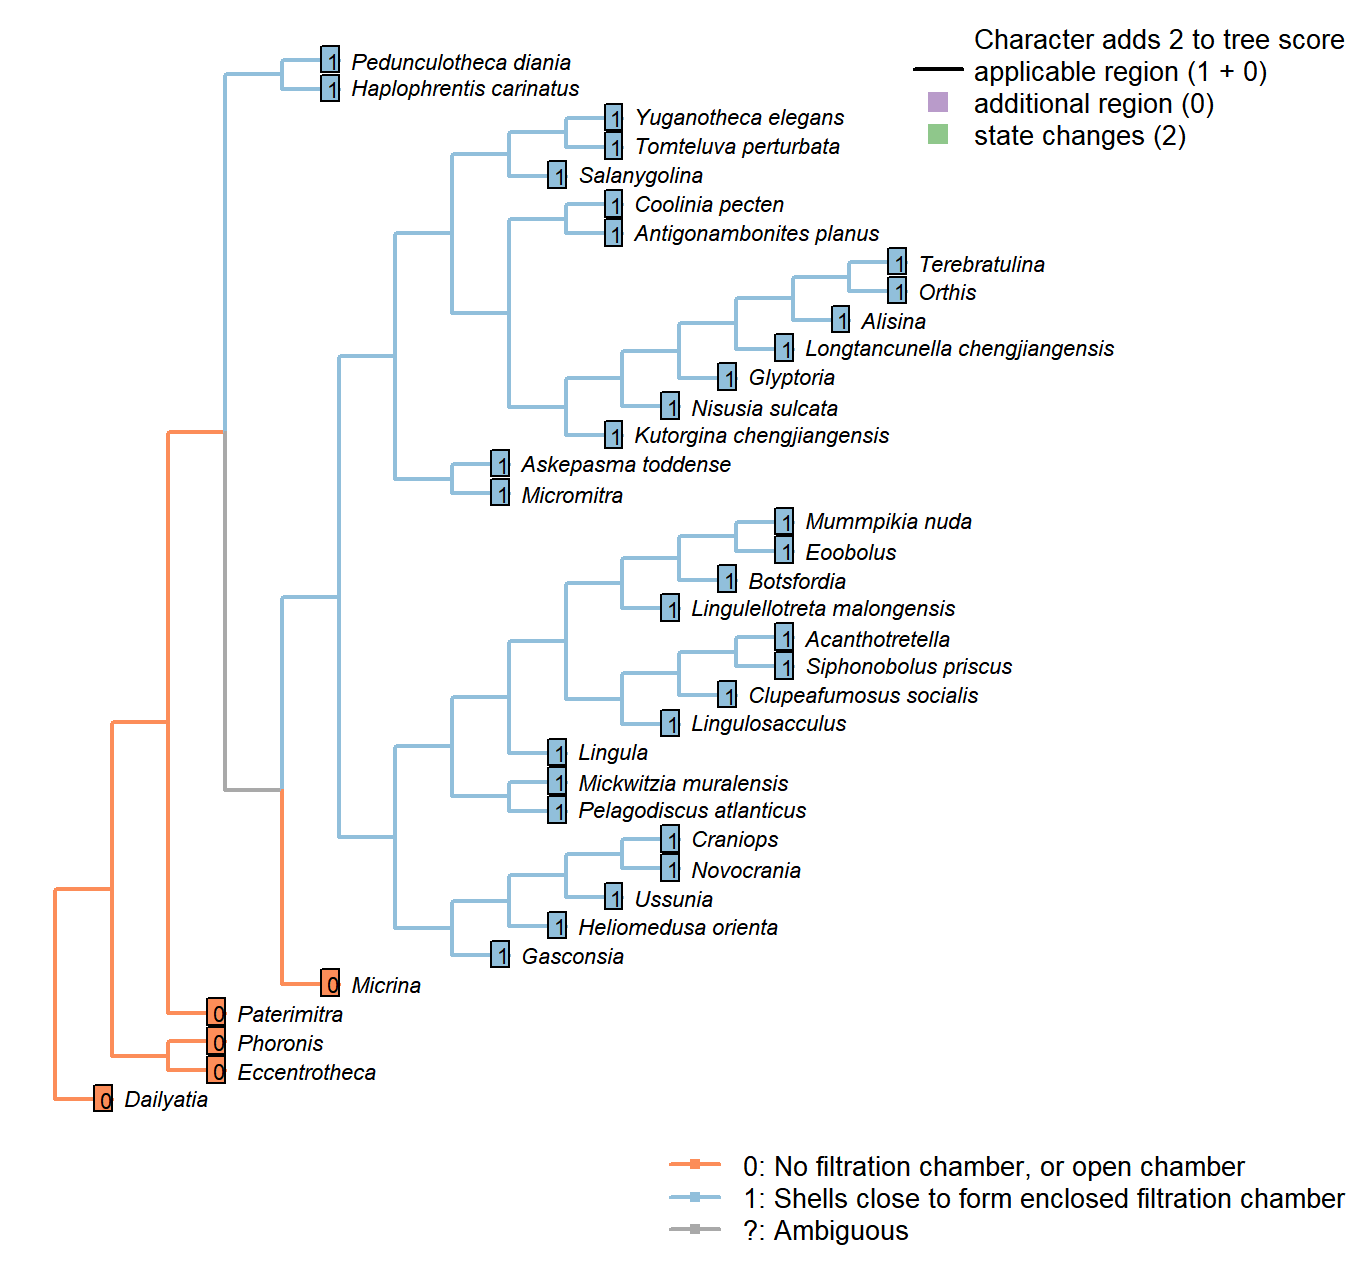 Character adds 2 to tree score
applicable region (1 + 0)
additional region (0)
state changes (2)
1 Pedunculotheca diania
1 Haplophrentis carinatus
1 Yuganotheca elegans
1 Tomteluva perturbata
1 Salanygolina
1 Coolinia pecten
1 Antigonambonites planus
1 Terebratulina
1 Orthis
1 Alisina
1 Longtancunella chengjiangensis
1 Glyptoria
1 Nisusia sulcata
1 Kutorgina chengjiangensis
1 Askepasma toddense
1 Micromitra
1 Mummpikia nuda
1 Eoobolus
1 Botsfordia
1 Lingulellotreta malongensis
1 Acanthotretella
1 Siphonobolus priscus
1 Clupeafumosus socialis
1 Lingulosacculus
1 Lingula
1 Mickwitzia muralensis
1 Pelagodiscus atlanticus
1 Craniops
1 Novocrania
1 Ussunia
1 Heliomedusa orienta
1 Gasconsia
0 Micrina
0 Paterimitra
0 Phoronis
0 Eccentrotheca
0 Dailyatia
0: No filtration chamber, or open chamber
1: Shells close to form enclosed filtration chamber
?: Ambiguous